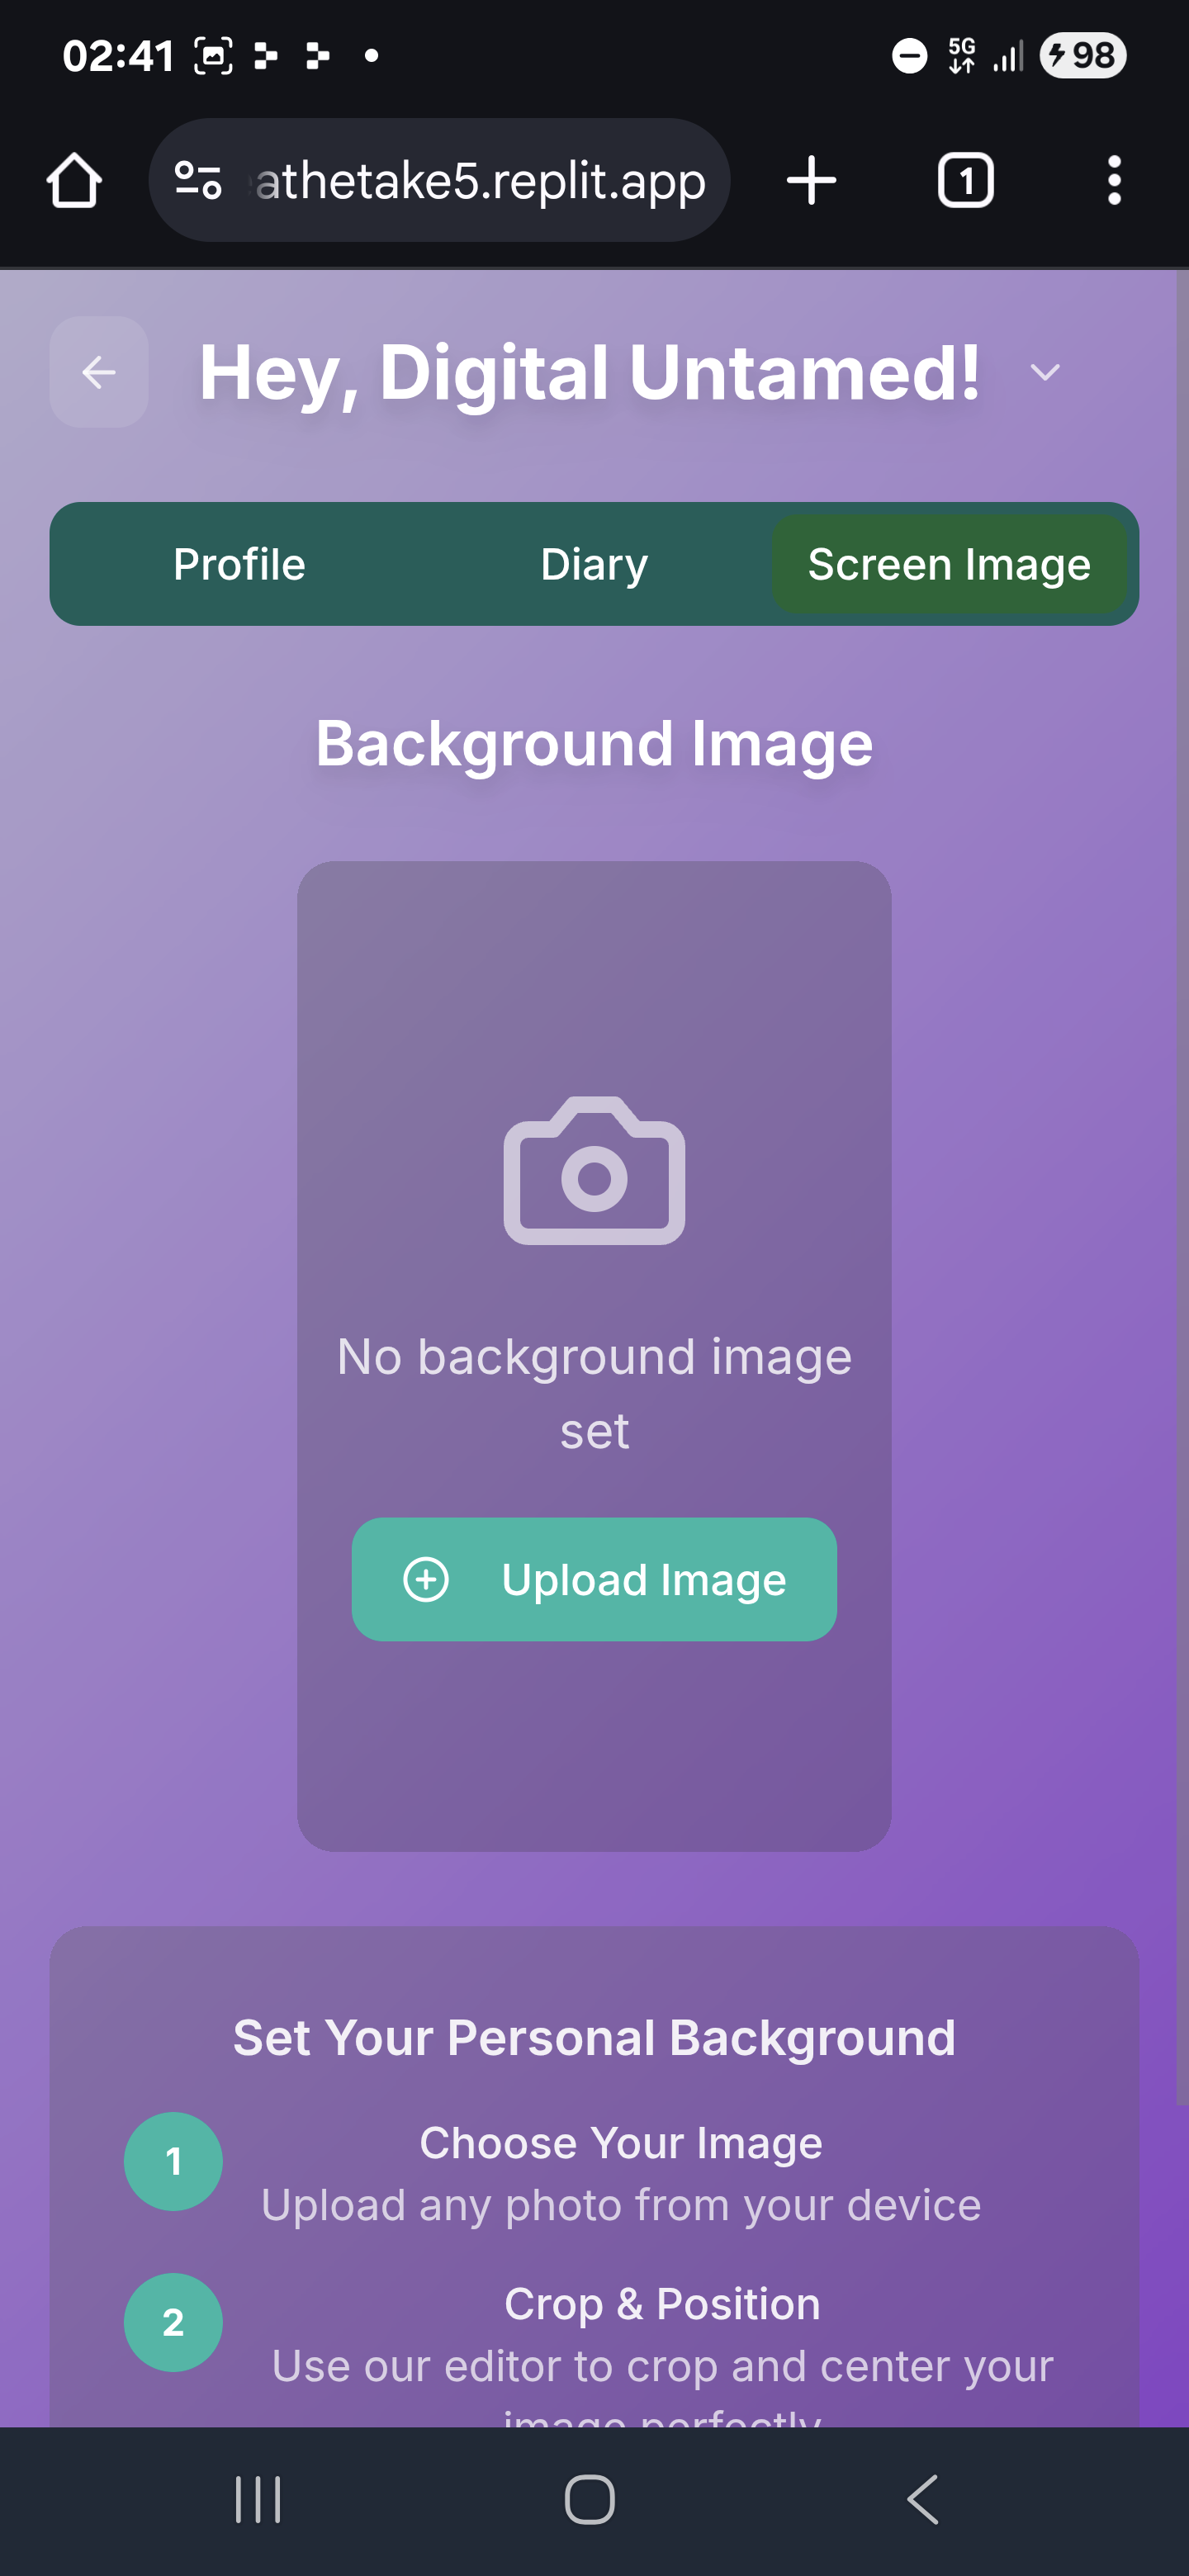 02:41
5G
98
athetake5.replit.app
1
Hey, Digital Untamed!
Profile
Diary
Screen Image
Background Image
No background image
set
Upload Image
Set Your Personal Background
1
Choose Your Image
Upload any photo from your device
2
Crop & Position
Use our editor to crop and center your
image perfectly